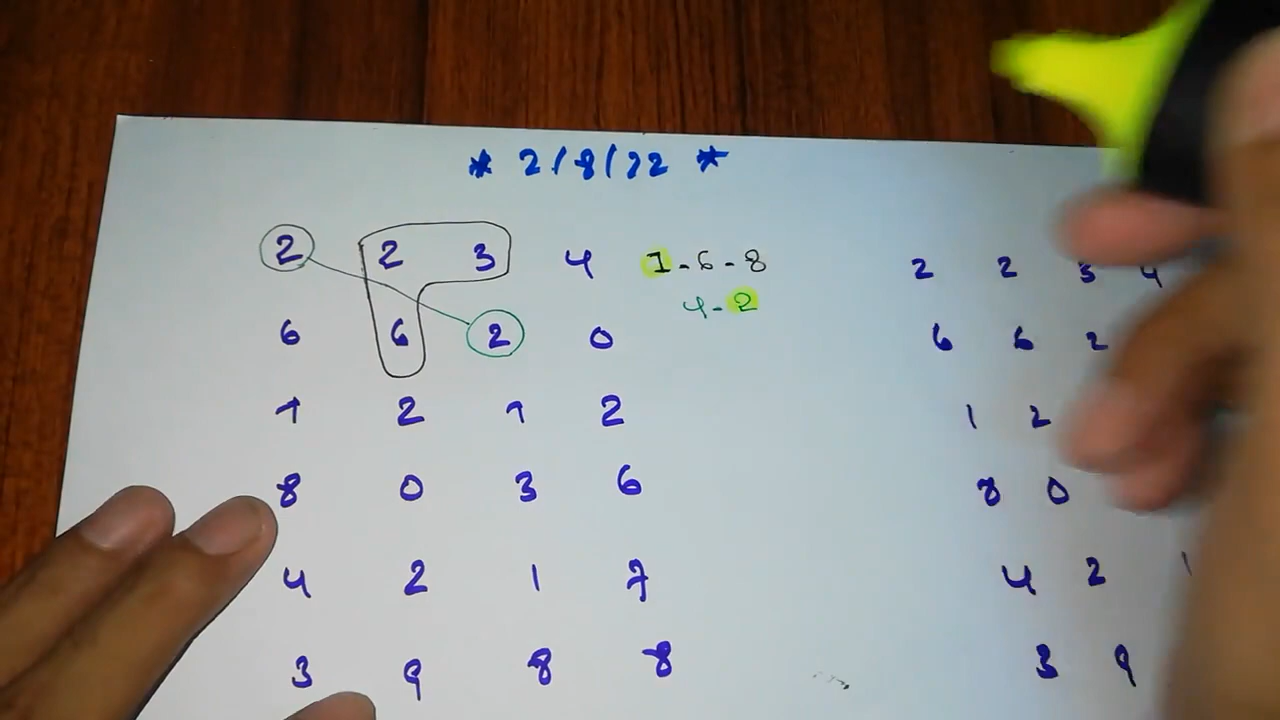 * 2/8/22 *
2 2 3 4 1-6-8 2 2 3 4
4-2
6 6 2 0 6 6 2
1 2 1 2 1 2
8 0 3 6 8 0
4 2 1 7 4 2 1
3 9 8 8 3 9